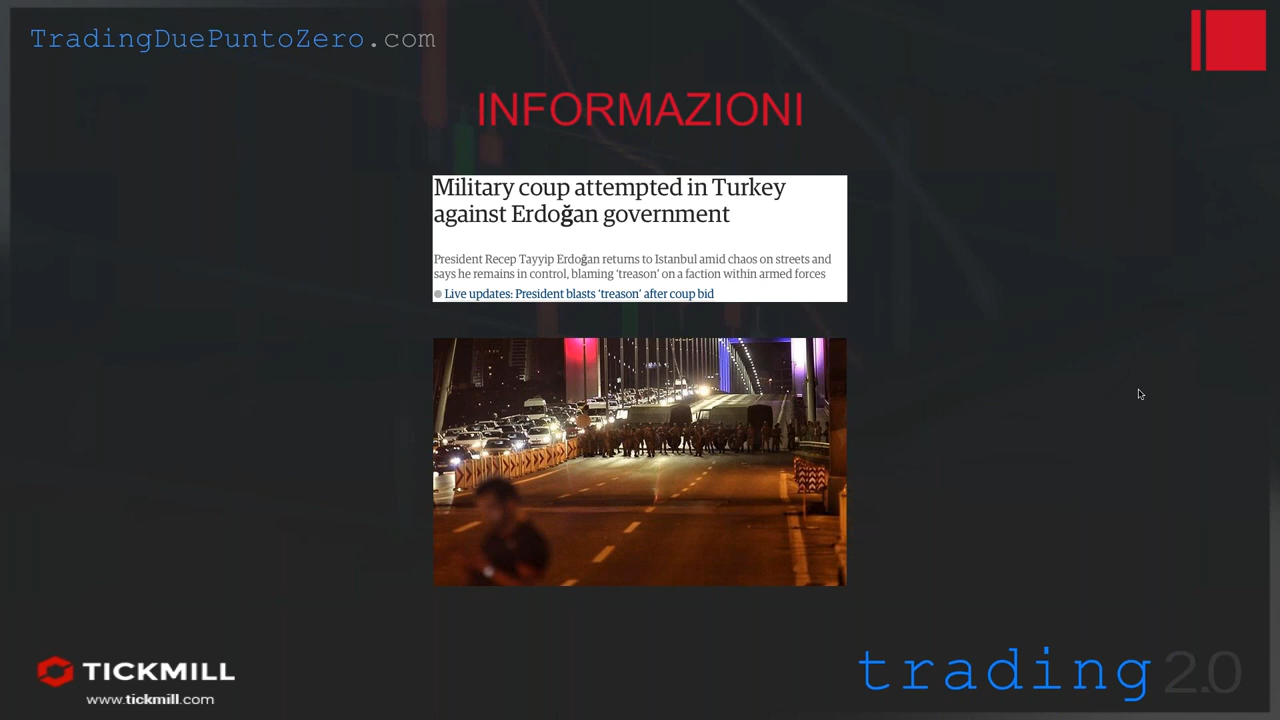 TradingDuePuntoZero.com
INFORMAZIONI
Military coup attempted in Turkey
against Erdoğan government
President Recep Tayyip Erdoğan returns to Istanbul amid chaos on streets and
says he remains in control, blaming ‘treason’ on a faction within armed forces
Live updates: President blasts ‘treason’ after coup bid
TICKMILL
www.tickmill.com
trading 2.0